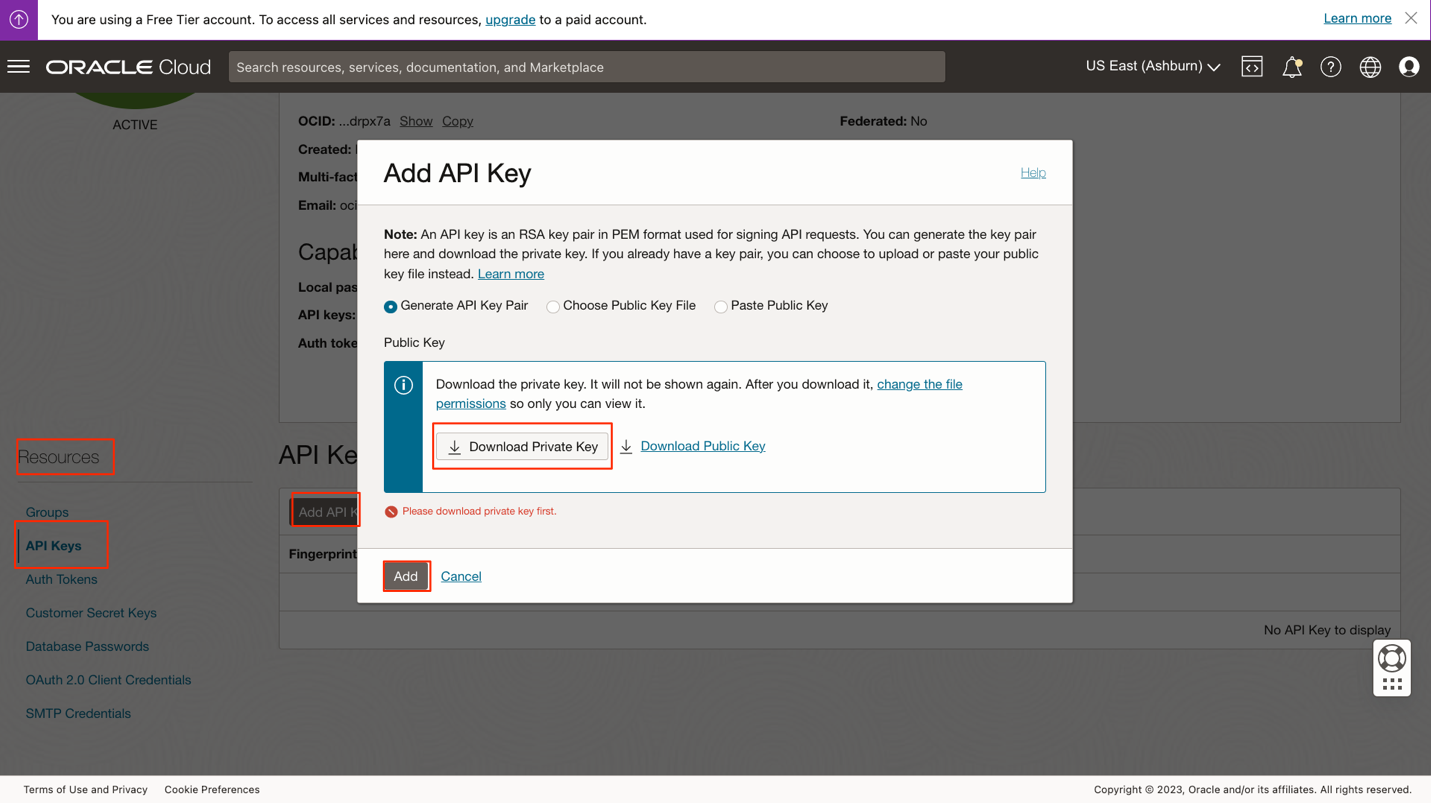 You are using a Free Tier account. To access all services and resources, upgrade to a paid account.
Learn more
ORACLE Cloud
Search resources, services, documentation, and Marketplace
US East (Ashburn)
ACTIVE
OCID: ...drpx7a Show Copy
Federated: No
Created:
Multi-fact
Email: oci
Capab
Local pas
API keys:
Auth toke
Add API Key
Help
Note: An API key is an RSA key pair in PEM format used for signing API requests. You can generate the key pair
here and download the private key. If you already have a key pair, you can choose to upload or paste your public
key file instead. Learn more
Generate API Key Pair
Choose Public Key File
Paste Public Key
Public Key
Download the private key. It will not be shown again. After you download it, change the file
permissions so only you can view it.
Download Private Key
Download Public Key
Please download private key first.
Add
Cancel
Resources
Groups
API Keys
Auth Tokens
Customer Secret Keys
Database Passwords
OAuth 2.0 Client Credentials
SMTP Credentials
API Ke
Add API K
Fingerprint
No API Key to display
Terms of Use and Privacy
Cookie Preferences
Copyright © 2023, Oracle and/or its affiliates. All rights reserved.